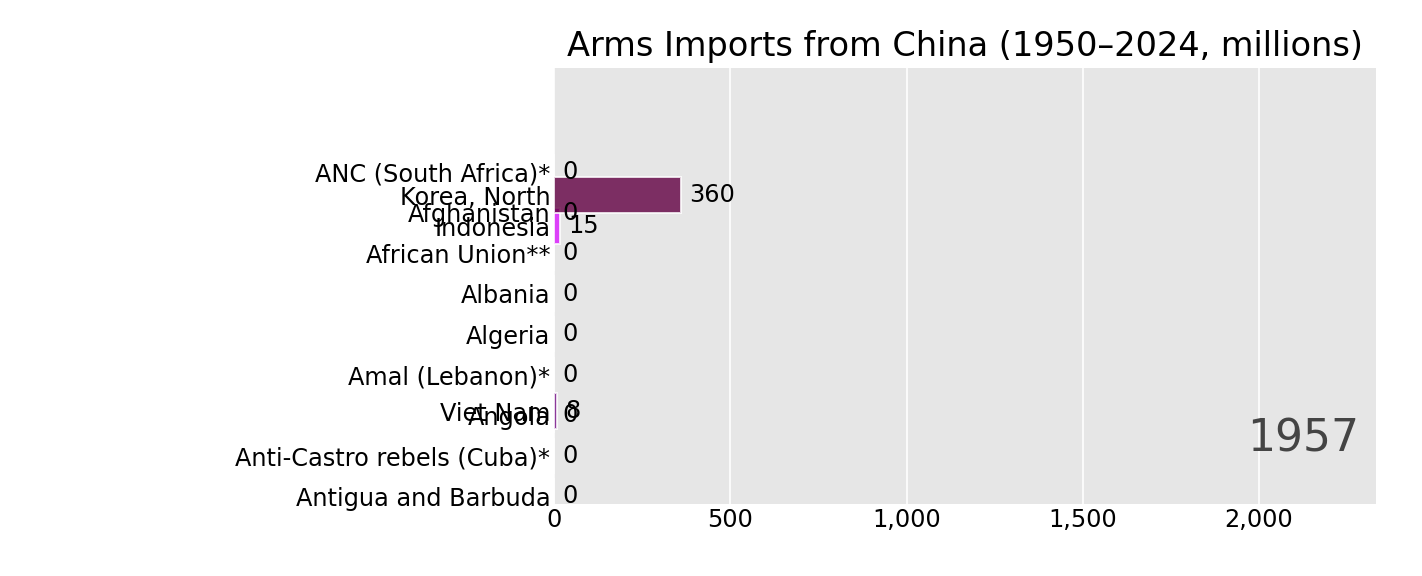 Arms Imports from China (1950–2024, millions)
ANC (South Africa)* 0
Korea, North 360
Afghanistan 0
Indonesia 15
African Union** 0
Albania 0
Algeria 0
Amal (Lebanon)* 0
Viet Nam 8
Angola 0
1957
Anti-Castro rebels (Cuba)* 0
Antigua and Barbuda 0
0 500 1,000 1,500 2,000